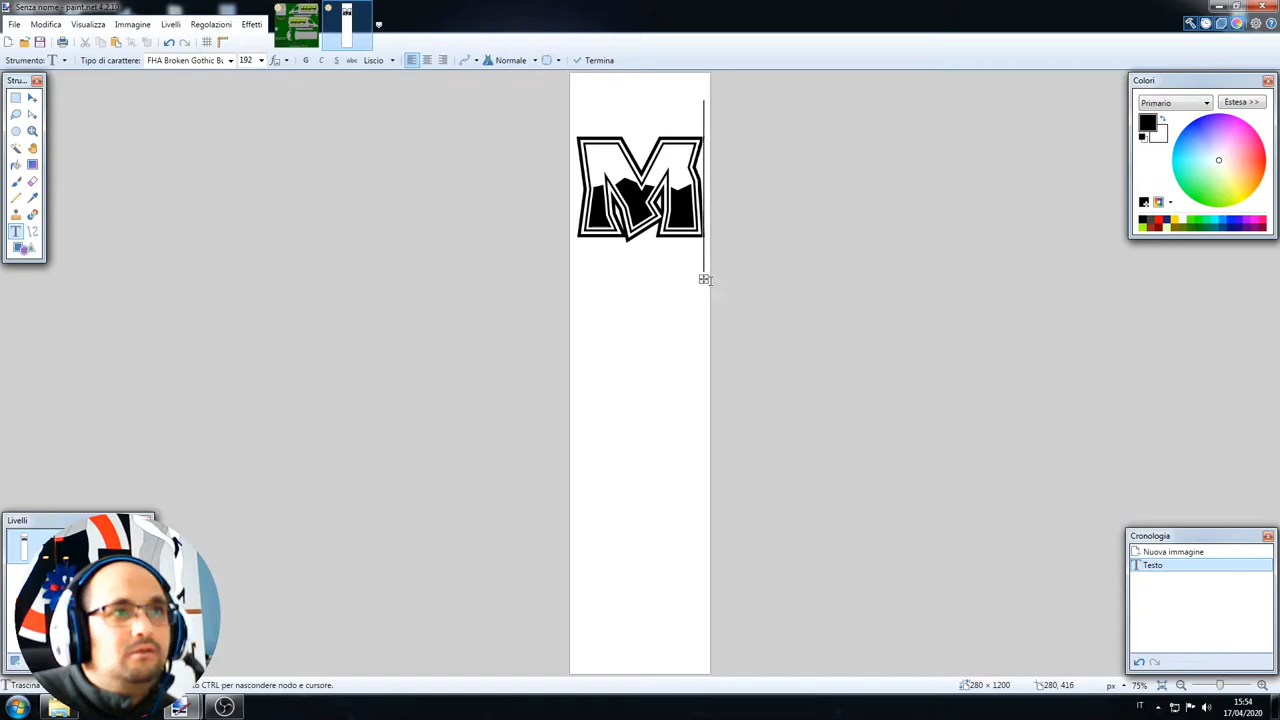 Senza nome - paint.net 4.2.10
File Modifica Visualizza Immagine Livelli Regolazioni Effetti
Strumento: T Tipo di carattere: FHA Broken Gothic Bu 192 G C S abc Liscio Normale Termina
Stru...
Colori
Primario Estesa >>
M
Livelli
Cronologia
Nuova immagine
Testo
Trascina
o CTRL per nascondere nodo e cursore.
280 × 1200 280, 416 px 75%
IT 15:54
17/04/2020